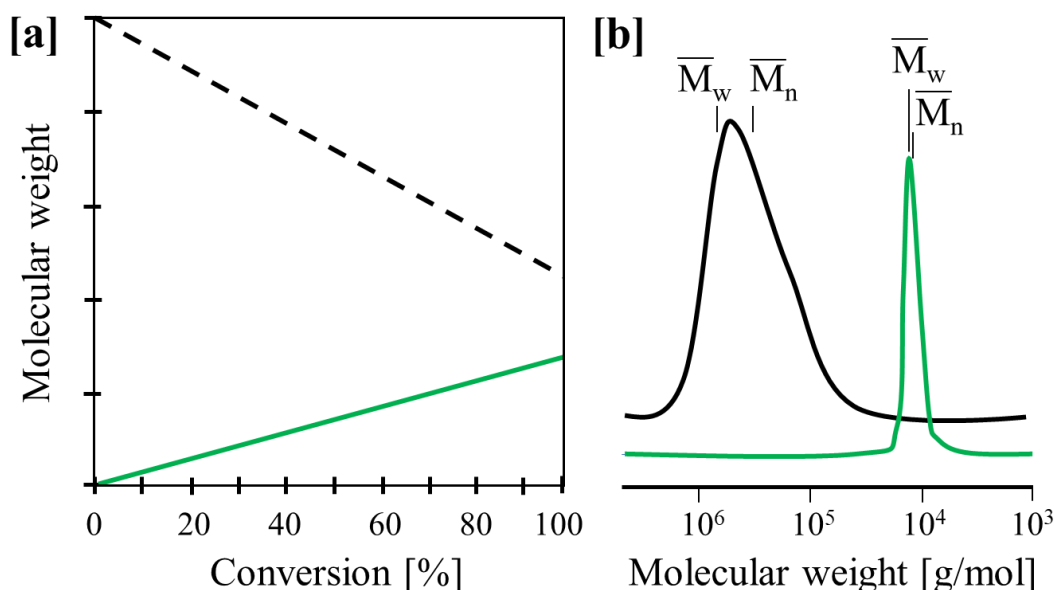 [a]
Molecular weight
0 20 40 60 80 100
Conversion [%]
[b]
M̅w M̅n
M̅w
M̅n
10⁶ 10⁵ 10⁴ 10³
Molecular weight [g/mol]